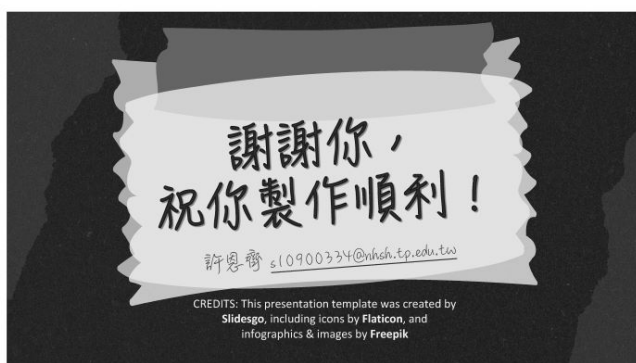 謝謝你，
祝你製作順利！
許恩齊 s10900334@nhsh.tp.edu.tw
CREDITS: This presentation template was created by
Slidesgo, including icons by Flaticon, and
infographics & images by Freepik